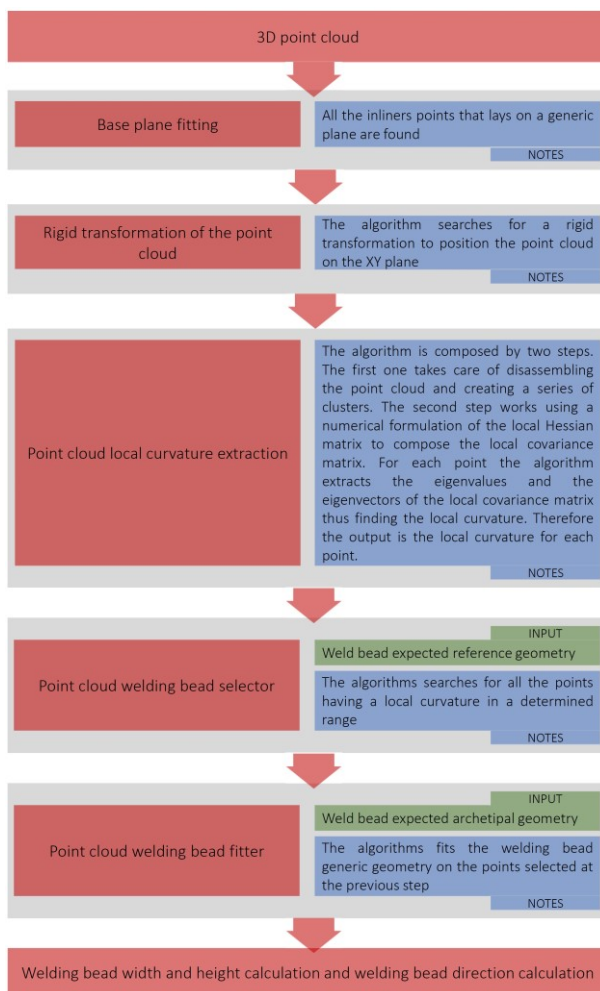 3D point cloud
Base plane fitting
All the inliners points that lays on a generic
plane are found
NOTES
Rigid transformation of the point
cloud
The algorithm searches for a rigid
transformation to position the point cloud
on the XY plane
NOTES
Point cloud local curvature extraction
The algorithm is composed by two steps.
The first one takes care of disassembling
the point cloud and creating a series of
clusters. The second step works using a
numerical formulation of the local Hessian
matrix to compose the local covariance
matrix. For each point the algorithm
extracts the eigenvalues and the
eigenvectors of the local covariance matrix
thus finding the local curvature. Therefore
the output is the local curvature for each
point.
NOTES
Point cloud welding bead selector
INPUT
Weld bead expected reference geometry
The algorithms searches for all the points
having a local curvature in a determined
range
NOTES
Point cloud welding bead fitter
INPUT
Weld bead expected archetipal geometry
The algorithms fits the welding bead
generic geometry on the points selected at
the previous step
NOTES
Welding bead width and height calculation and welding bead direction calculation